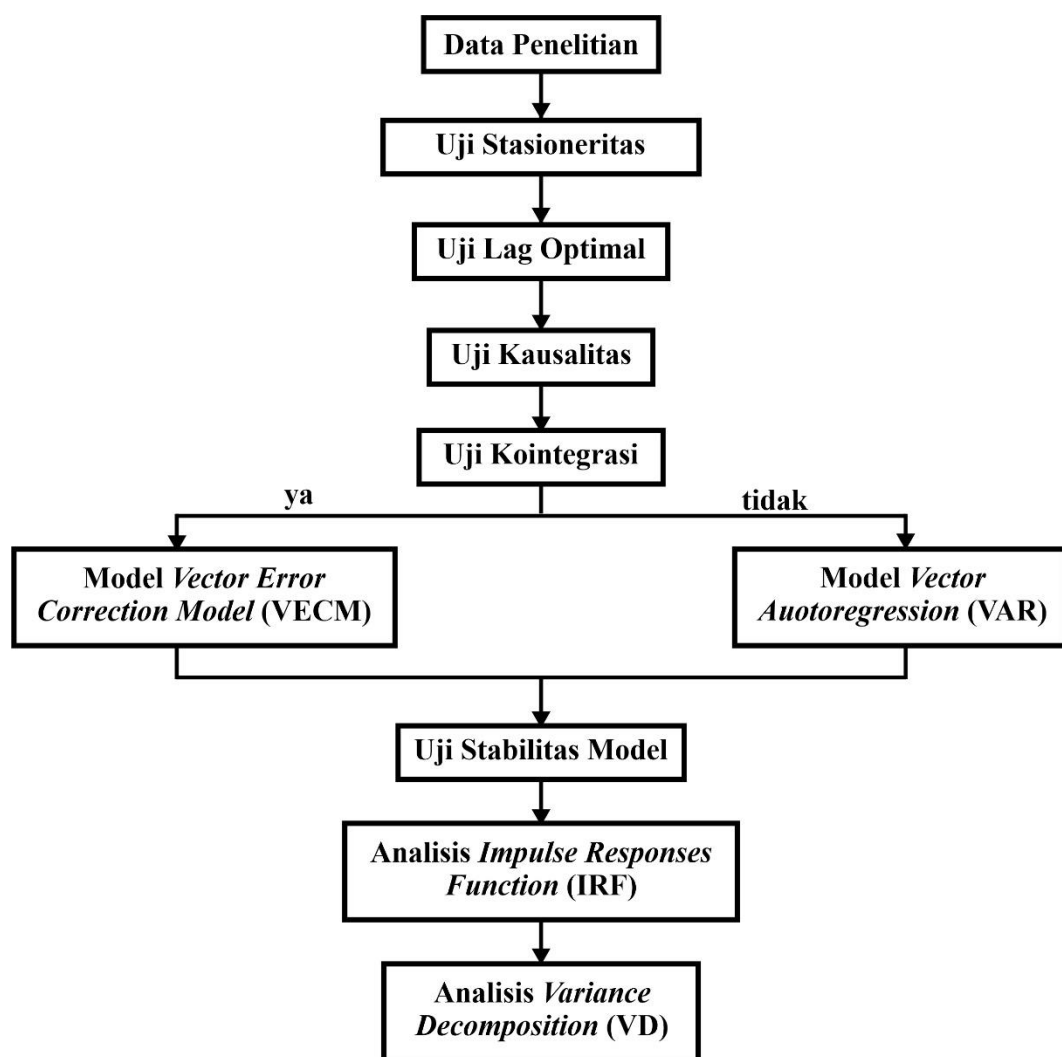 Data Penelitian
Uji Stasioneritas
Uji Lag Optimal
Uji Kausalitas
Uji Kointegrasi
ya
tidak
Model Vector Error
Correction Model (VECM)
Model Vector
Auotoregression (VAR)
Uji Stabilitas Model
Analisis Impulse Responses
Function (IRF)
Analisis Variance
Decomposition (VD)